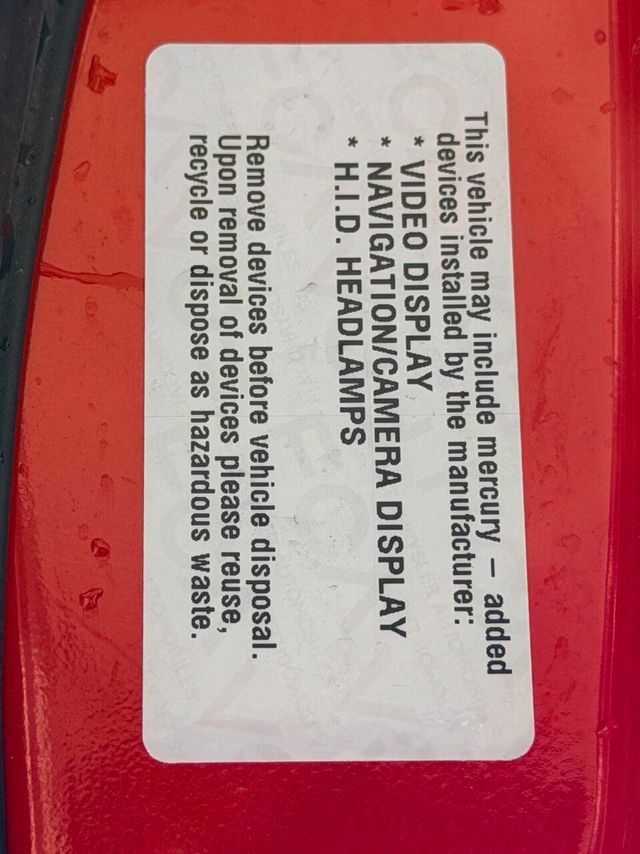 This vehicle may include mercury – added
devices installed by the manufacturer:
* VIDEO DISPLAY
* NAVIGATION/CAMERA DISPLAY
* H.I.D. HEADLAMPS
Remove devices before vehicle disposal.
Upon removal of devices please reuse,
recycle or dispose as hazardous waste.